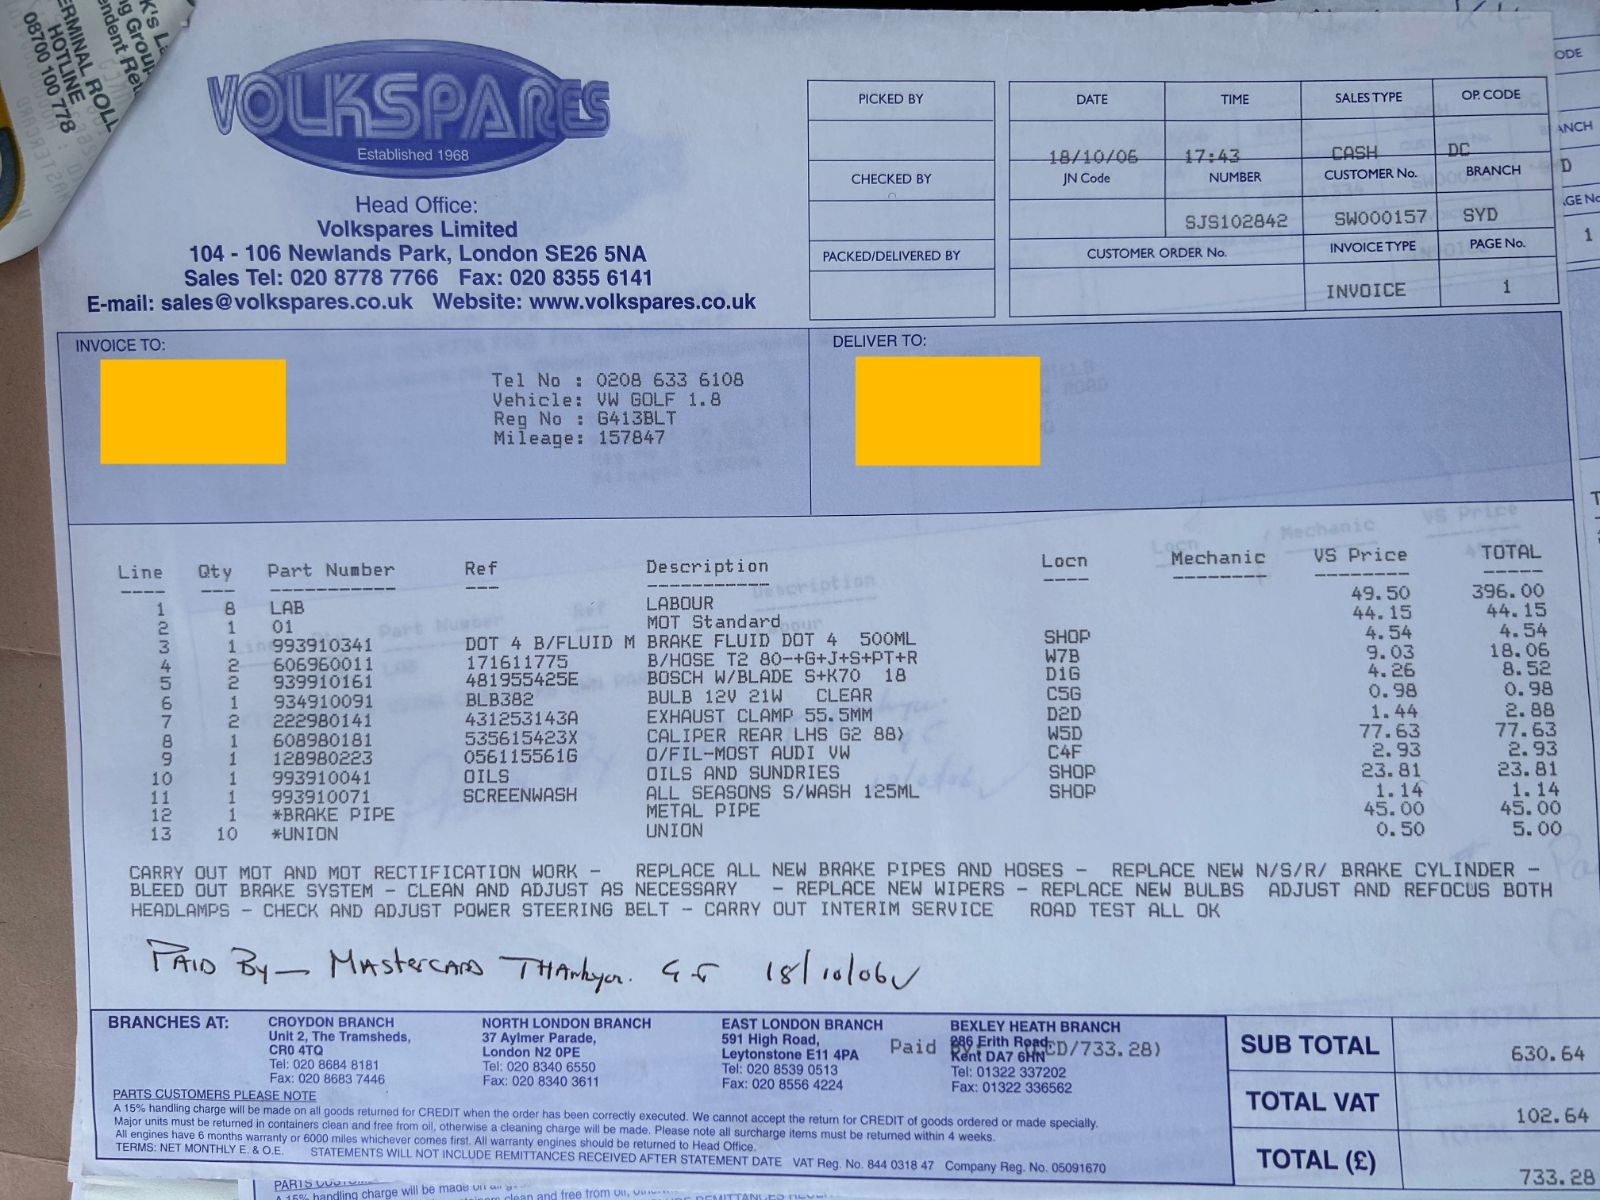 K's L
ng Group
ndent Re
ERMINAL ROLL
HOTLINE
08700 100 778
VOLKSPARES
Established 1968
Head Office:
Volkspares Limited
104 - 106 Newlands Park, London SE26 5NA
Sales Tel: 020 8778 7766 Fax: 020 8355 6141
E-mail: sales@volkspares.co.uk Website: www.volkspares.co.uk
PICKED BY
CHECKED BY
PACKED/DELIVERED BY
DATE TIME SALES TYPE OP. CODE
18/10/06 17:43 CASH DC
JN Code NUMBER CUSTOMER No. BRANCH
SJS102842 SW000157 SYD
CUSTOMER ORDER No. INVOICE TYPE PAGE No.
INVOICE 1
INVOICE TO:
Tel No : 0208 633 6108
Vehicle: VW GOLF 1.8
Reg No : G413BLT
Mileage: 157847
DELIVER TO:
Line Qty Part Number Ref Description Locn Mechanic VS Price TOTAL
1 8 LAB LABOUR 49.50 396.00
2 1 01 MOT Standard 44.15 44.15
3 1 993910341 DOT 4 B/FLUID M BRAKE FLUID DOT 4 500ML SHOP 4.54 4.54
4 2 606960011 171611775 B/HOSE T2 80-+G+J+S+PT+R W7B 9.03 18.06
5 2 939910161 481955425E BOSCH W/BLADE S+K70 18 D1G 4.26 8.52
6 1 934910091 BLB382 BULB 12V 21W CLEAR C5G 0.98 0.98
7 2 222980141 431253143A EXHAUST CLAMP 55.5MM D2D 1.44 2.88
8 1 608980181 535615423X CALIPER REAR LHS G2 88} W5D 77.63 77.63
9 1 128980223 056115561G O/FIL-MOST AUDI VW C4F 2.93 2.93
10 1 993910041 OILS OILS AND SUNDRIES SHOP 23.81 23.81
11 1 993910071 SCREENWASH ALL SEASONS S/WASH 125ML SHOP 1.14 1.14
12 1 *BRAKE PIPE METAL PIPE 45.00 45.00
13 10 *UNION UNION 0.50 5.00
CARRY OUT MOT AND MOT RECTIFICATION WORK - REPLACE ALL NEW BRAKE PIPES AND HOSES - REPLACE NEW N/S/R/ BRAKE CYLINDER -
BLEED OUT BRAKE SYSTEM - CLEAN AND ADJUST AS NECESSARY - REPLACE NEW WIPERS - REPLACE NEW BULBS ADJUST AND REFOCUS BOTH
HEADLAMPS - CHECK AND ADJUST POWER STEERING BELT - CARRY OUT INTERIM SERVICE ROAD TEST ALL OK
PAID By - MASTERCARD THANKyou. 18/10/06
BRANCHES AT:
CROYDON BRANCH
Unit 2, The Tramsheds,
CR0 4TQ
Tel: 020 8684 8181
Fax: 020 8683 7446
NORTH LONDON BRANCH
37 Aylmer Parade,
London N2 0PE
Tel: 020 8340 6550
Fax: 020 8340 3611
EAST LONDON BRANCH
591 High Road,
Leytonstone E11 4PA
Tel: 020 8539 0513
Fax: 020 8556 4224
BEXLEY HEATH BRANCH
286 Erith Road,
Kent DA7 6HN
Tel: 01322 337202
Fax: 01322 336562
Paid ED/733.28)
PARTS CUSTOMERS PLEASE NOTE
A 15% handling charge will be made on all goods returned for CREDIT when the order has been correctly executed. We cannot accept the return for CREDIT of goods ordered or made specially.
Major units must be returned in containers clean and free from oil, otherwise a cleaning charge will be made. Please note all surcharge items must be returned within 4 weeks.
All engines have 6 months warranty or 6000 miles whichever comes first. All warranty engines should be returned to Head Office.
TERMS: NET MONTHLY E. & O.E. STATEMENTS WILL NOT INCLUDE REMITTANCES RECEIVED AFTER STATEMENT DATE VAT Reg. No. 844 0318 47 Company Reg. No. 05091670
SUB TOTAL 630.64
TOTAL VAT 102.64
TOTAL (£) 733.28